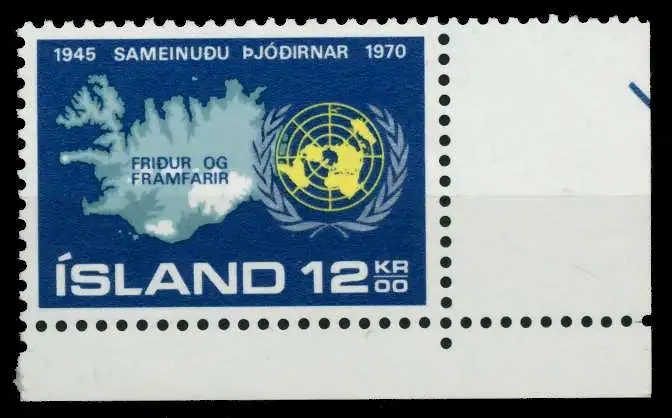 1945 SAMEINUÐU ÞJÓÐIRNAR 1970
FRIÐUR OG
FRAMFARIR
ÍSLAND 12 KR
00